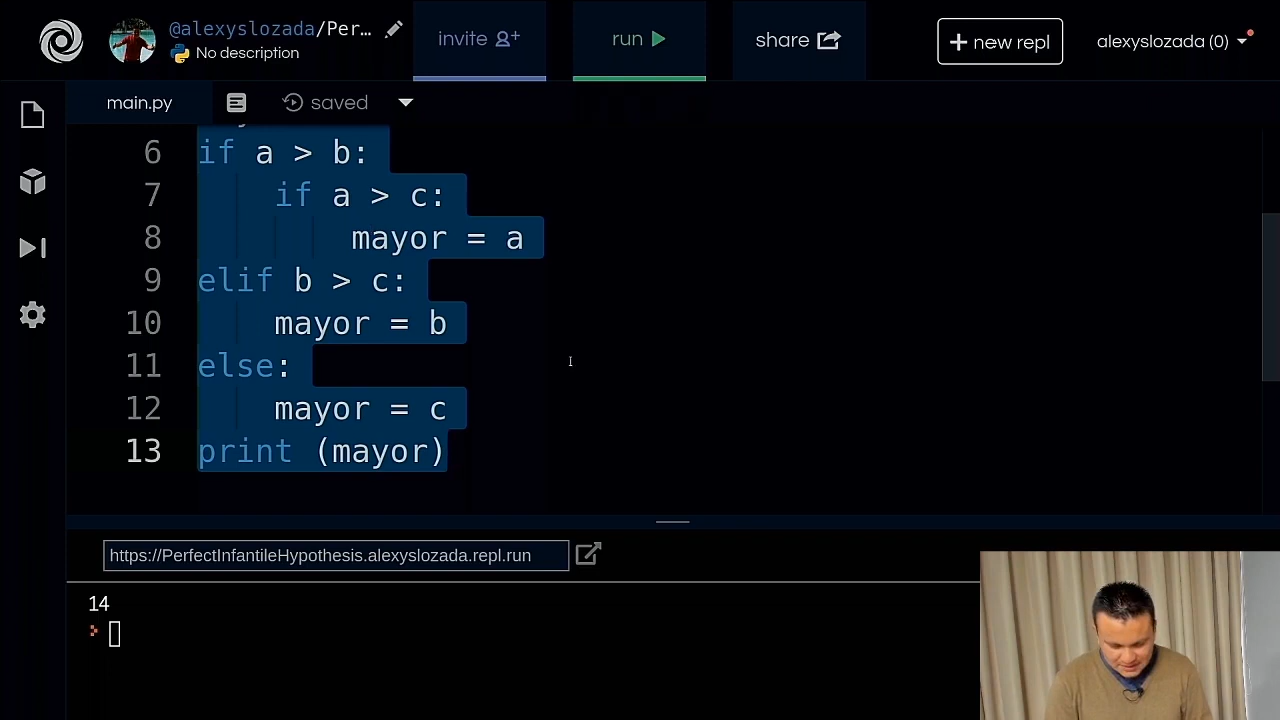 @alexyslozada/Per...
No description
invite
run
share
+ new repl
alexyslozada (0)
main.py
saved
6 if a > b:
7 if a > c:
8 mayor = a
9 elif b > c:
10 mayor = b
11 else:
12 mayor = c
13 print (mayor)
https://PerfectInfantileHypothesis.alexyslozada.repl.run
14
>